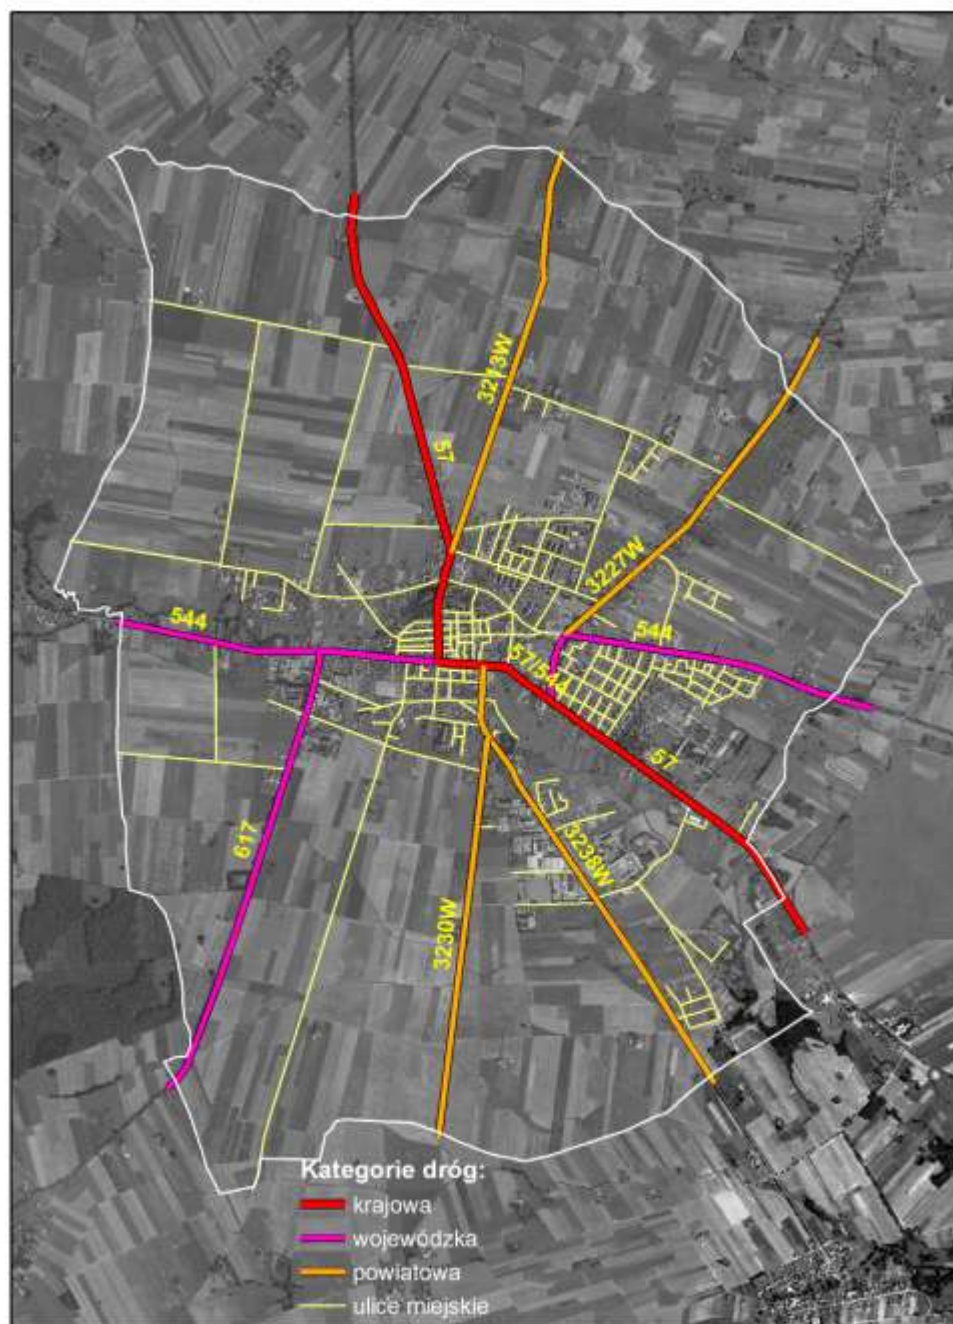 3213W
57
3227W
544
544
57/544
57
617
3238W
3230W
Kategorie dróg:
krajowa
wojewódzka
powiatowa
ulice miejskie